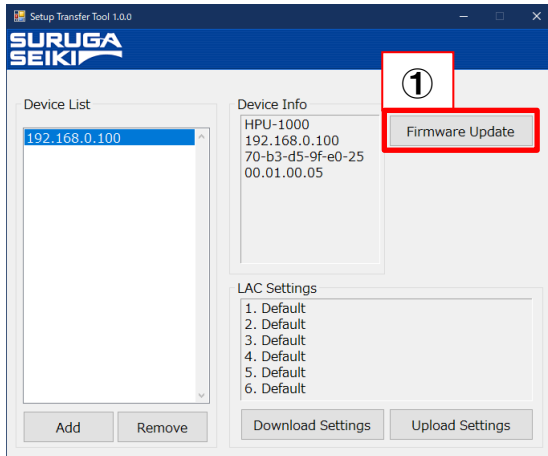 Setup Transfer Tool 1.0.0
SURUGA
SEIKI
①
Device List
192.168.0.100
Device Info
HPU-1000
192.168.0.100
70-b3-d5-9f-e0-25
00.01.00.05
Firmware Update
LAC Settings
1. Default
2. Default
3. Default
4. Default
5. Default
6. Default
Add
Remove
Download Settings
Upload Settings